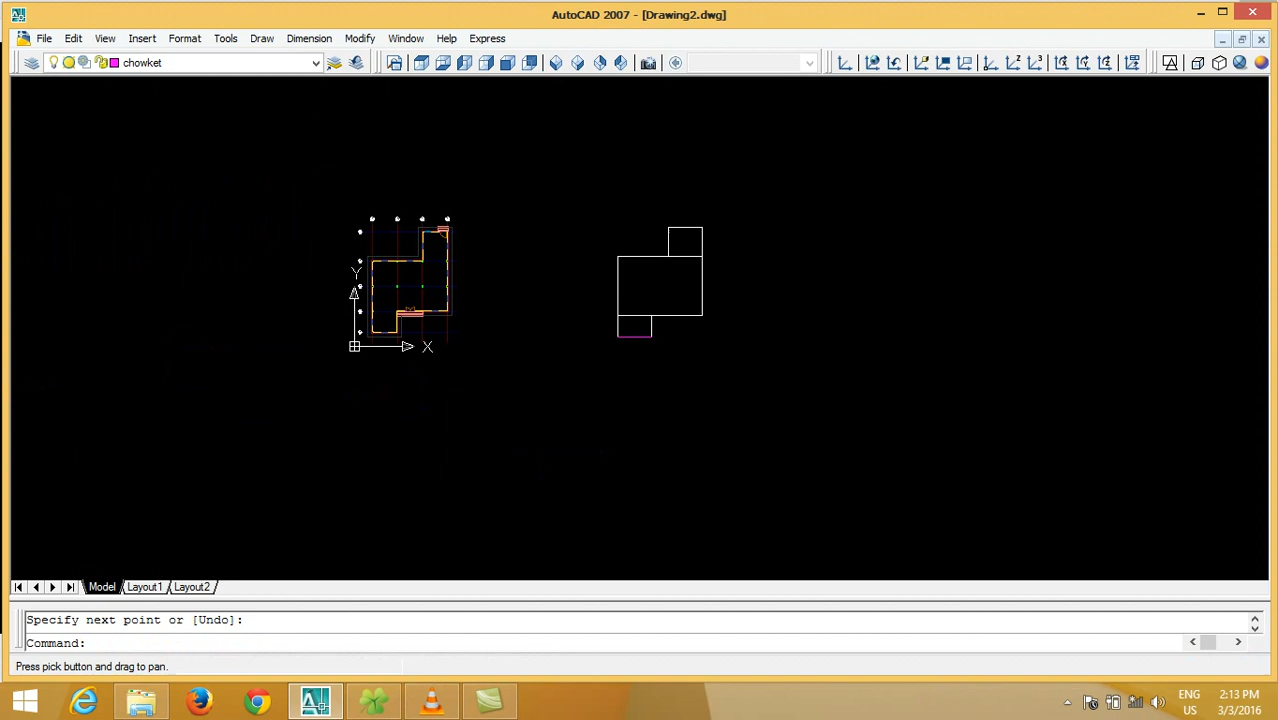 AutoCAD 2007 - [Drawing2.dwg]
File Edit View Insert Format Tools Draw Dimension Modify Window Help Express
chowket
Y
X
Model Layout1 Layout2
Specify next point or [Undo]:
Command:
Press pick button and drag to pan.
ENG 2:13 PM
US 3/3/2016